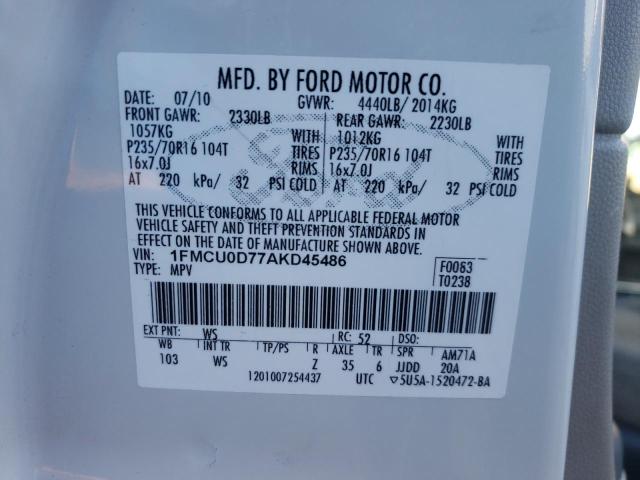 MFD. BY FORD MOTOR CO.
DATE: 07/10 GVWR: 4440LB/ 2014KG
FRONT GAWR: 2330LB REAR GAWR: 2230LB
1057KG WITH 1012KG WITH
P235/70R16 104T TIRES P235/70R16 104T TIRES
16x7.0J RIMS 16x7.0J RIMS
AT 220 kPa/ 32 PSI COLD AT 220 kPa/ 32 PSI COLD
THIS VEHICLE CONFORMS TO ALL APPLICABLE FEDERAL MOTOR
VEHICLE SAFETY AND THEFT PREVENTION STANDARDS IN
EFFECT ON THE DATE OF MANUFACTURE SHOWN ABOVE.
VIN: 1FMCU0D77AKD45486 F0063
TYPE: MPV T0238
EXT PNT: WS RC: 52 DSO:
WB INT TR TP/PS R AXLE TR SPR AM71A
103 WS Z 35 6 JJDD 20A
1201007254437 UTC ▽5U5A-1520472-BA